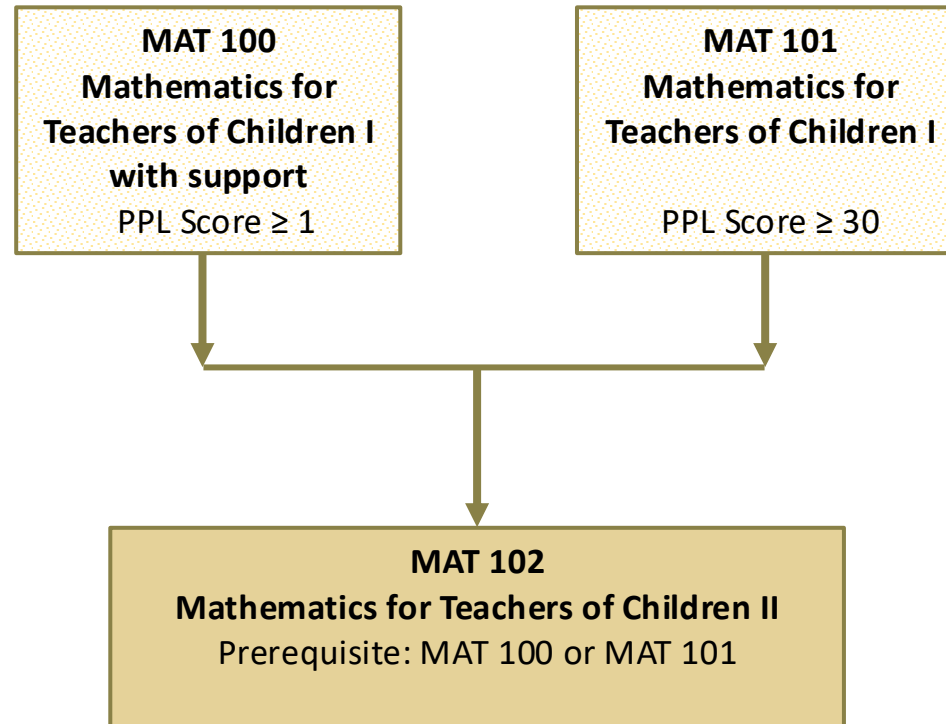 MAT 100
Mathematics for
Teachers of Children I
with support
PPL Score ≥ 1
MAT 101
Mathematics for
Teachers of Children I
PPL Score ≥ 30
MAT 102
Mathematics for Teachers of Children II
Prerequisite: MAT 100 or MAT 101